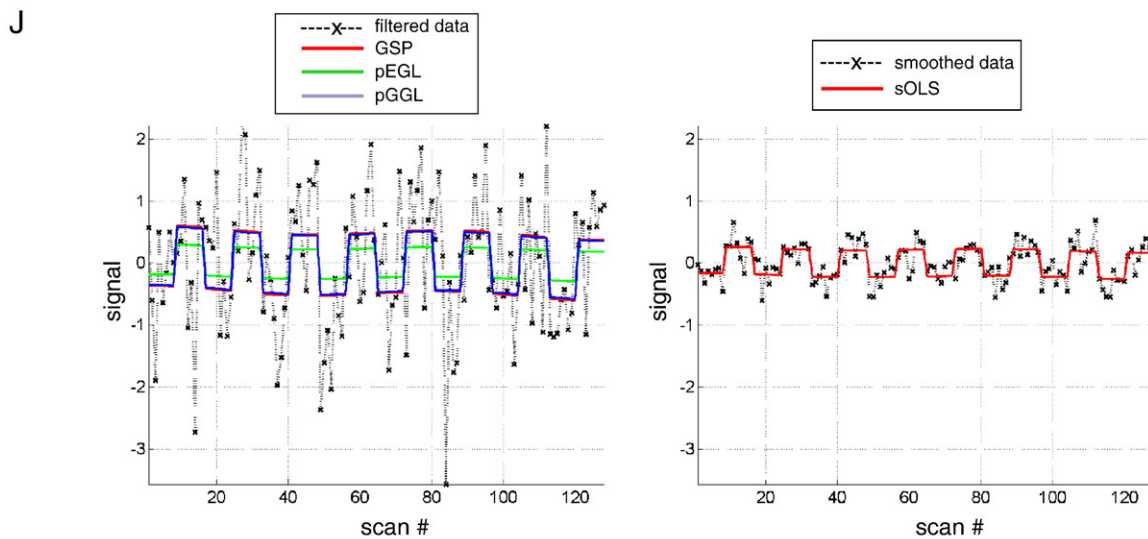 J
filtered data
GSP
pEGL
pGGL
smoothed data
sOLS
signal
2
1
0
-1
-2
-3
20 40 60 80 100 120
scan #
signal
2
1
0
-1
-2
-3
20 40 60 80 100 120
scan #